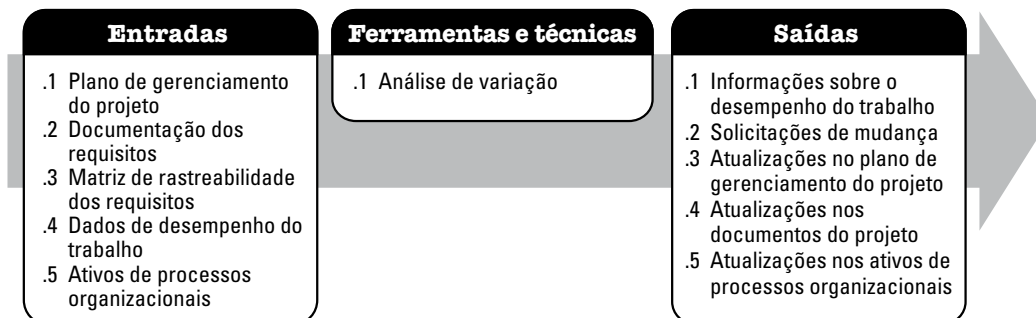 Entradas
.1 Plano de gerenciamento
do projeto
.2 Documentação dos
requisitos
.3 Matriz de rastreabilidade
dos requisitos
.4 Dados de desempenho do
trabalho
.5 Ativos de processos
organizacionais
Ferramentas e técnicas
.1 Análise de variação
Saídas
.1 Informações sobre o
desempenho do trabalho
.2 Solicitações de mudança
.3 Atualizações no plano de
gerenciamento do projeto
.4 Atualizações nos
documentos do projeto
.5 Atualizações nos ativos de
processos organizacionais